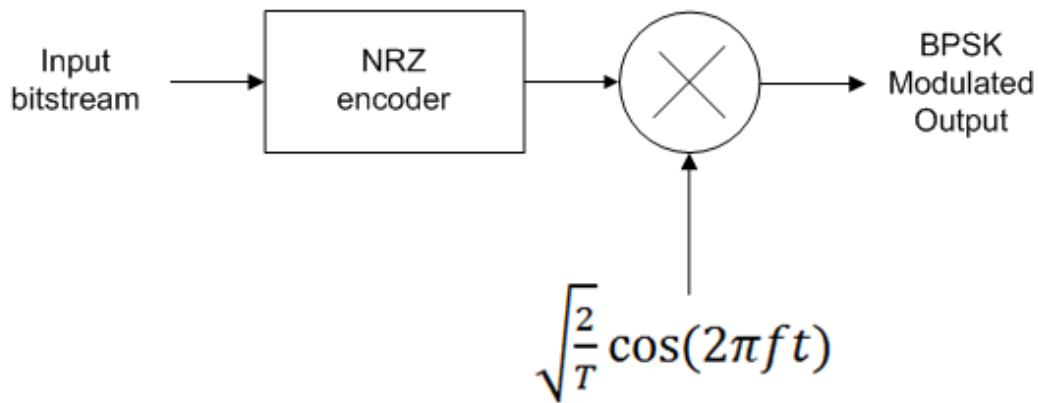 Input
bitstream
NRZ
encoder
BPSK
Modulated
Output
√(2/T) cos(2πft)